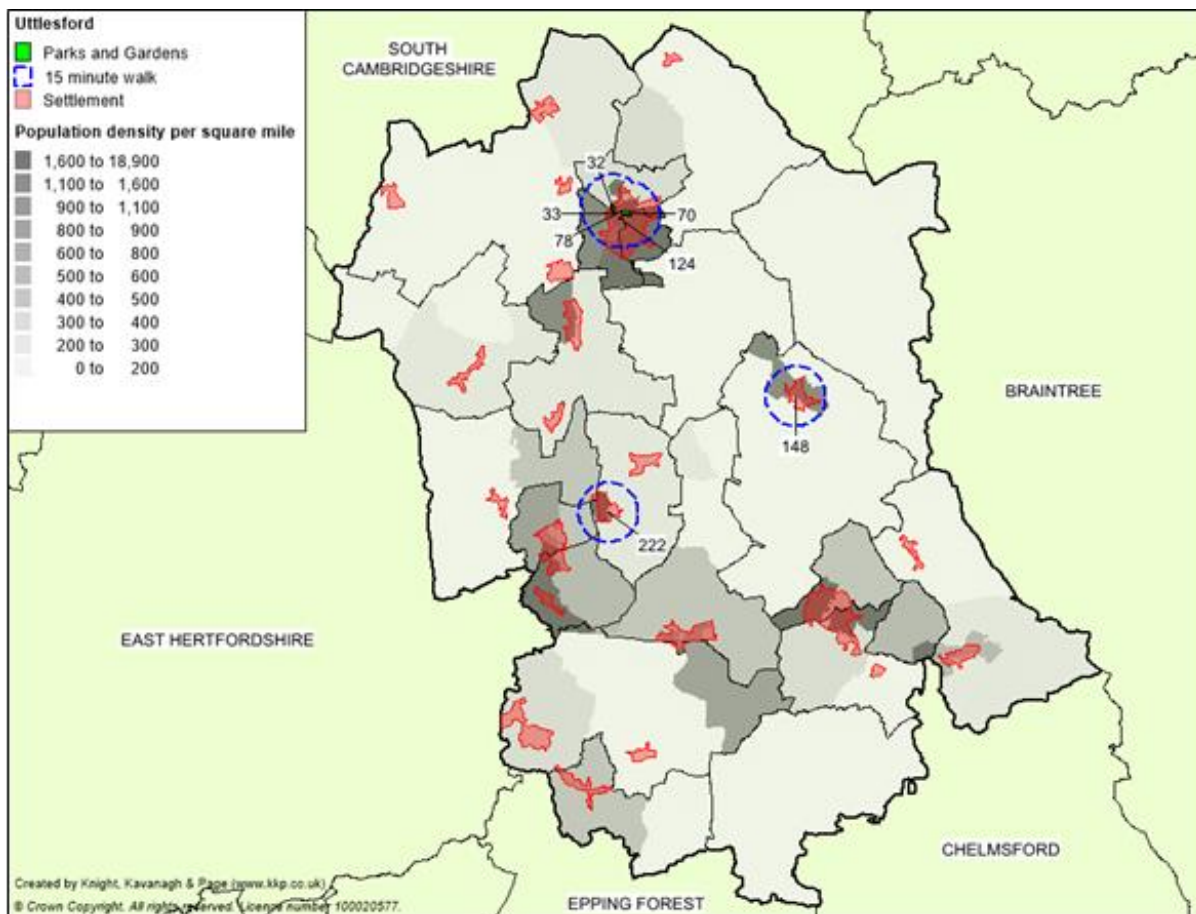 Uttlesford
Parks and Gardens
15 minute walk
Settlement
Population density per square mile
1,600 to 18,900
1,100 to 1,600
900 to 1,100
800 to 900
600 to 800
500 to 600
400 to 500
300 to 400
200 to 300
0 to 200
SOUTH
CAMBRIDGESHIRE
32
33
70
78
124
BRAINTREE
148
222
EAST HERTFORDSHIRE
CHELMSFORD
EPPING FOREST
Created by Knight, Kavanagh & Page (www.kkp.co.uk)
© Crown Copyright. All rights reserved. Licence number 100020577.